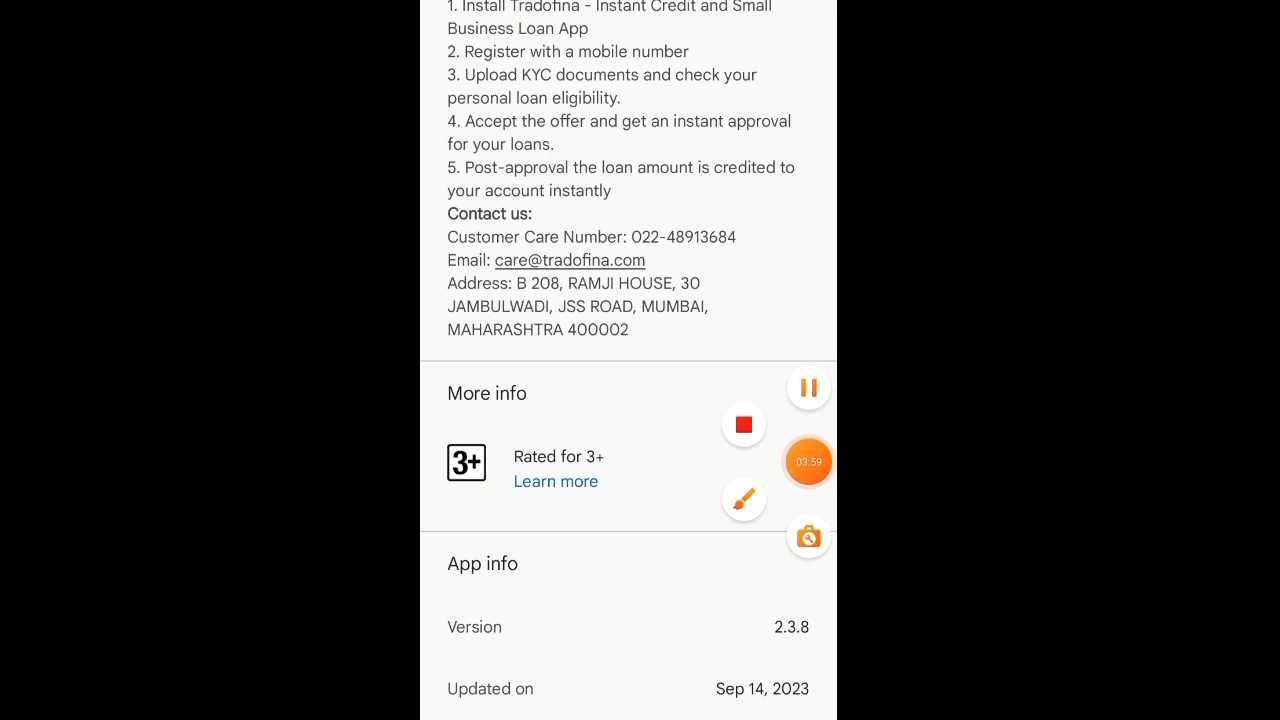 1. Install Tradofina - Instant Credit and Small
Business Loan App
2. Register with a mobile number
3. Upload KYC documents and check your
personal loan eligibility.
4. Accept the offer and get an instant approval
for your loans.
5. Post-approval the loan amount is credited to
your account instantly
Contact us:
Customer Care Number: 022-48913684
Email: care@tradofina.com
Address: B 208, RAMJI HOUSE, 30
JAMBULWADI, JSS ROAD, MUMBAI,
MAHARASHTRA 400002
More info
3+
Rated for 3+
Learn more
03:59
App info
Version 2.3.8
Updated on Sep 14, 2023